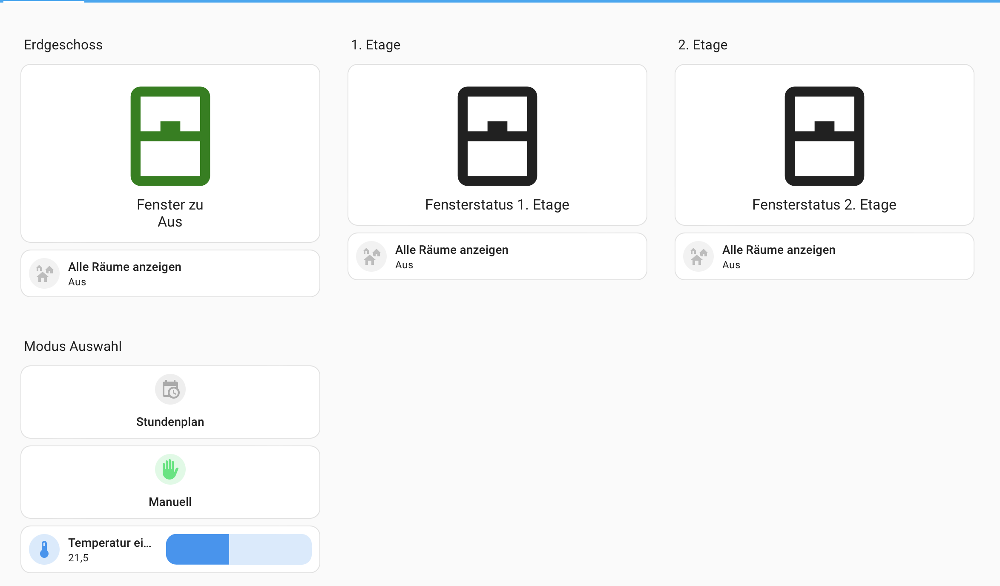 Erdgeschoss
Fenster zu
Aus
Alle Räume anzeigen
Aus
1. Etage
Fensterstatus 1. Etage
Alle Räume anzeigen
Aus
2. Etage
Fensterstatus 2. Etage
Alle Räume anzeigen
Aus
Modus Auswahl
Stundenplan
Manuell
Temperatur ei...
21,5